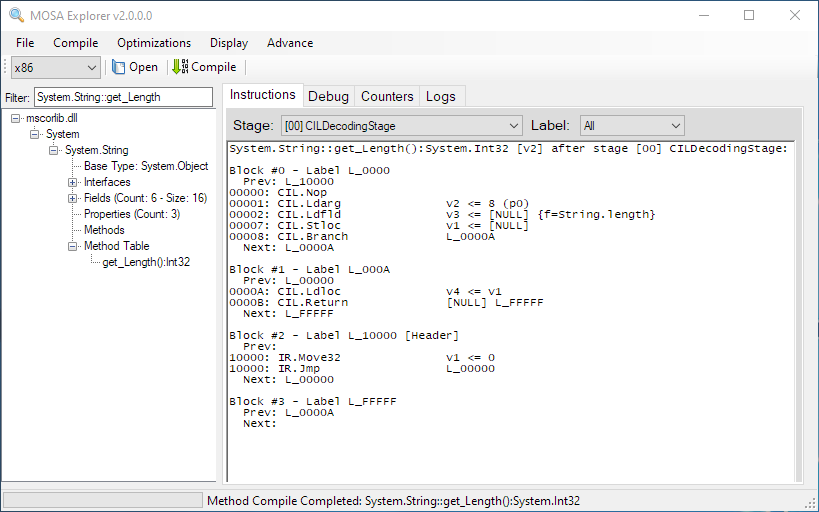 MOSA Explorer v2.0.0.0
File Compile Optimizations Display Advance
x86 Open Compile
Filter: System.String::get_Length
mscorlib.dll
System
System.String
Base Type: System.Object
Interfaces
Fields (Count: 6 - Size: 16)
Properties (Count: 3)
Methods
Method Table
get_Length():Int32
Instructions Debug Counters Logs
Stage: [00] CILDecodingStage Label: All
System.String::get_Length():System.Int32 [v2] after stage [00] CILDecodingStage:
Block #0 - Label L_0000
Prev: L_10000
00000: CIL.Nop
00001: CIL.Ldarg v2 <= 8 (p0)
00002: CIL.Ldfld v3 <= [NULL] {f=String.length}
00007: CIL.Stloc v1 <= [NULL]
00008: CIL.Branch L_0000A
Next: L_0000A
Block #1 - Label L_000A
Prev: L_00000
0000A: CIL.Ldloc v4 <= v1
0000B: CIL.Return [NULL] L_FFFFF
Next: L_FFFFF
Block #2 - Label L_10000 [Header]
Prev:
10000: IR.Move32 v1 <= 0
10000: IR.Jmp L_00000
Next: L_00000
Block #3 - Label L_FFFFF
Prev: L_0000A
Next:
Method Compile Completed: System.String::get_Length():System.Int32